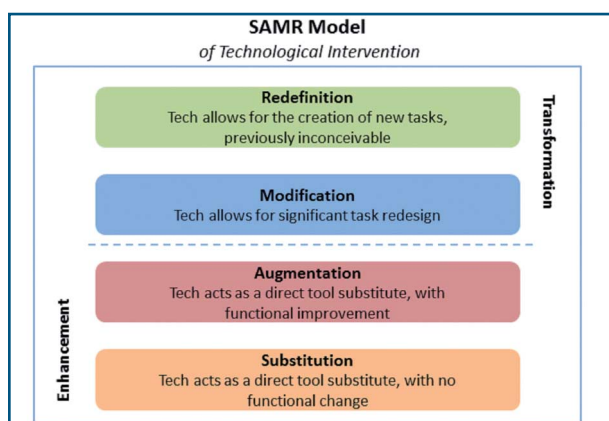 SAMR Model
of Technological Intervention
Redefinition
Tech allows for the creation of new tasks,
previously inconceivable
Transformation
Modification
Tech allows for significant task redesign
Augmentation
Tech acts as a direct tool substitute, with
functional improvement
Enhancement
Substitution
Tech acts as a direct tool substitute, with no
functional change